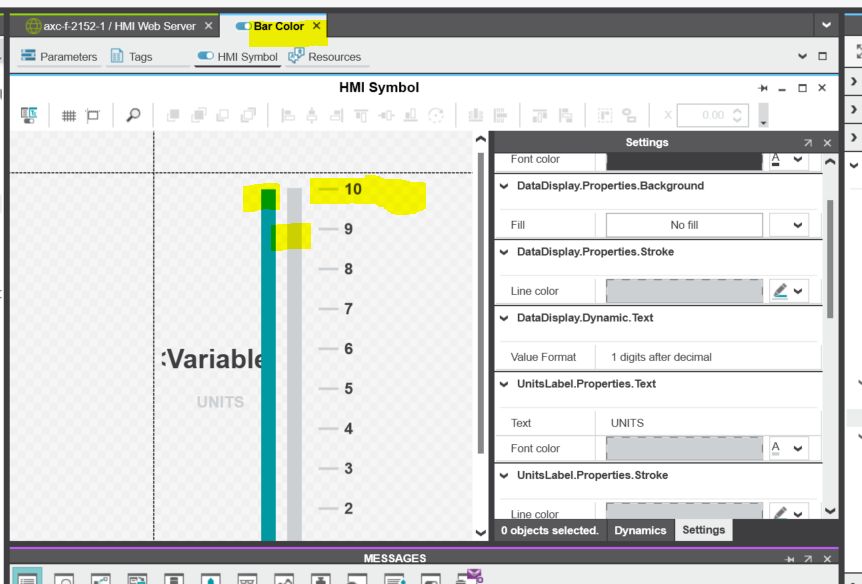 axc-f-2152-1 / HMI Web Server × Bar Color ×
Parameters Tags HMI Symbol Resources
HMI Symbol
X 0.00
Settings
Font color A
DataDisplay.Properties.Background
Fill No fill
DataDisplay.Properties.Stroke
Line color
DataDisplay.Dynamic.Text
Value Format 1 digits after decimal
UnitsLabel.Properties.Text
Text UNITS
Font color A
UnitsLabel.Properties.Stroke
Line color
0 objects selected. Dynamics Settings
10
9
8
7
6
5
4
3
2
Variable
UNITS
MESSAGES